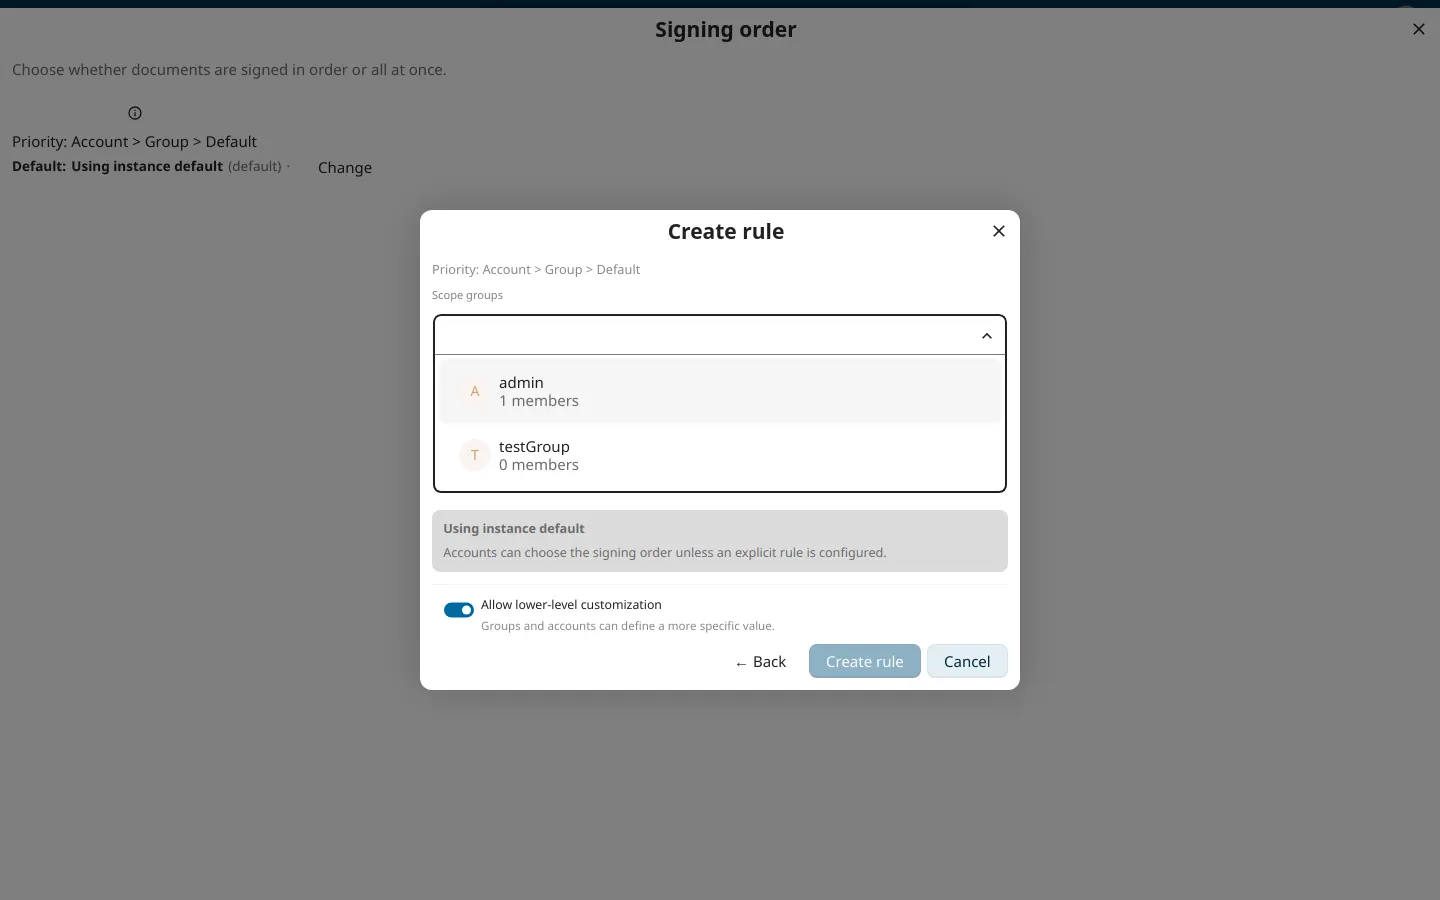 Signing order
Choose whether documents are signed in order or all at once.
Priority: Account > Group > Default
Default: Using instance default (default) ·
Change
Create rule
Priority: Account > Group > Default
Scope groups
A
admin
1 members
T
testGroup
0 members
Using instance default
Accounts can choose the signing order unless an explicit rule is configured.
Allow lower-level customization
Groups and accounts can define a more specific value.
← Back
Create rule
Cancel